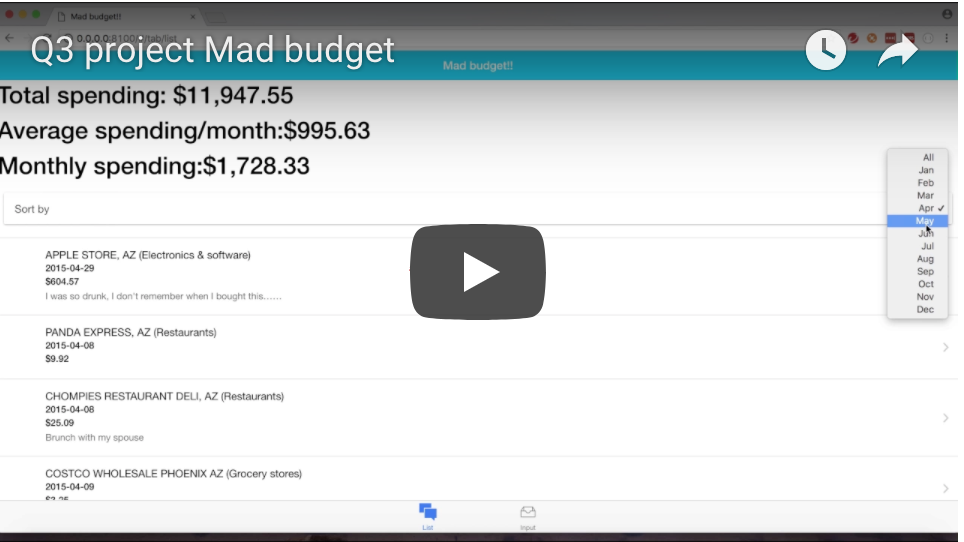 Mad budget!!
0.0.0.0:8100/#/tab/list
Q3 project Mad budget
Mad budget!!
Total spending: $11,947.55
Average spending/month:$995.63
Monthly spending:$1,728.33
Sort by
All
Jan
Feb
Mar
Apr ✓
May
Jun
Jul
Aug
Sep
Oct
Nov
Dec
APPLE STORE, AZ (Electronics & software)
2015-04-29
$604.57
I was so drunk, I don't remember when I bought this……
PANDA EXPRESS, AZ (Restaurants)
2015-04-08
$9.92
CHOMPIES RESTAURANT DELI, AZ (Restaurants)
2015-04-08
$25.09
Brunch with my spouse
COSTCO WHOLESALE PHOENIX AZ (Grocery stores)
2015-04-09
$3.25
List
Input